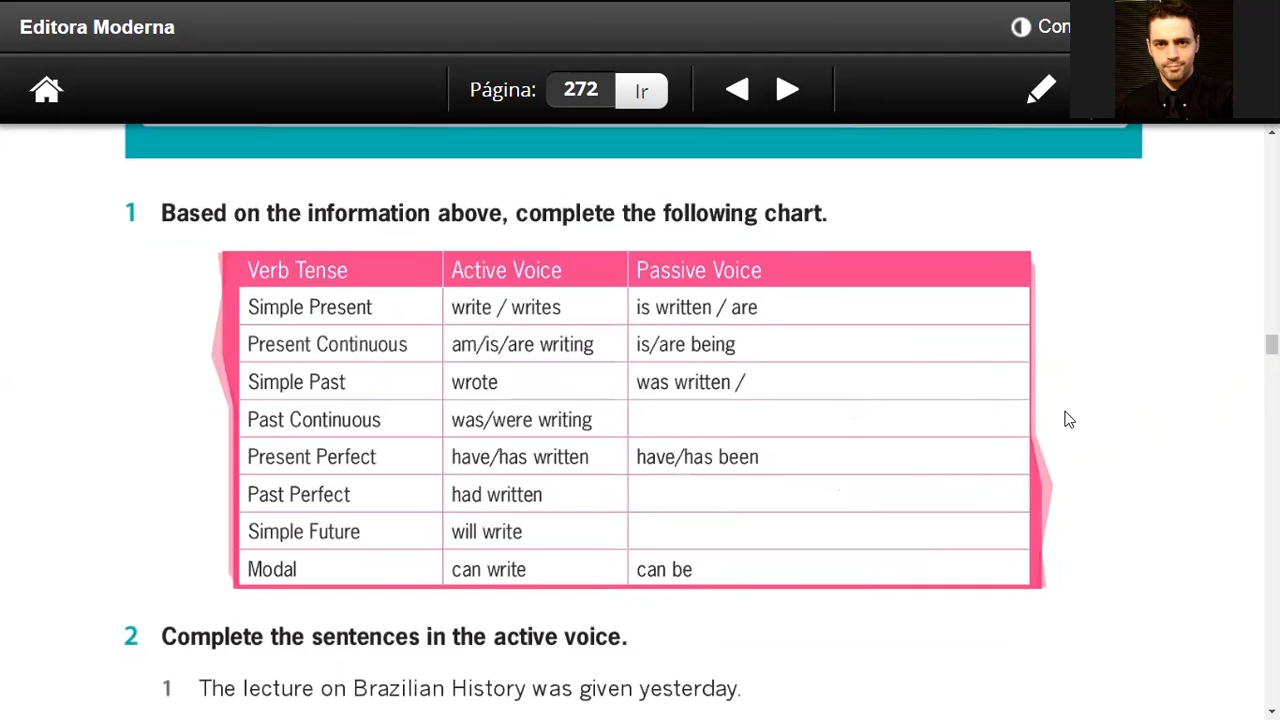 Editora Moderna
Con
Página: 272 Ir
1 Based on the information above, complete the following chart.
Verb Tense Active Voice Passive Voice
Simple Present write / writes is written / are
Present Continuous am/is/are writing is/are being
Simple Past wrote was written /
Past Continuous was/were writing
Present Perfect have/has written have/has been
Past Perfect had written
Simple Future will write
Modal can write can be
2 Complete the sentences in the active voice.
1 The lecture on Brazilian History was given yesterday.